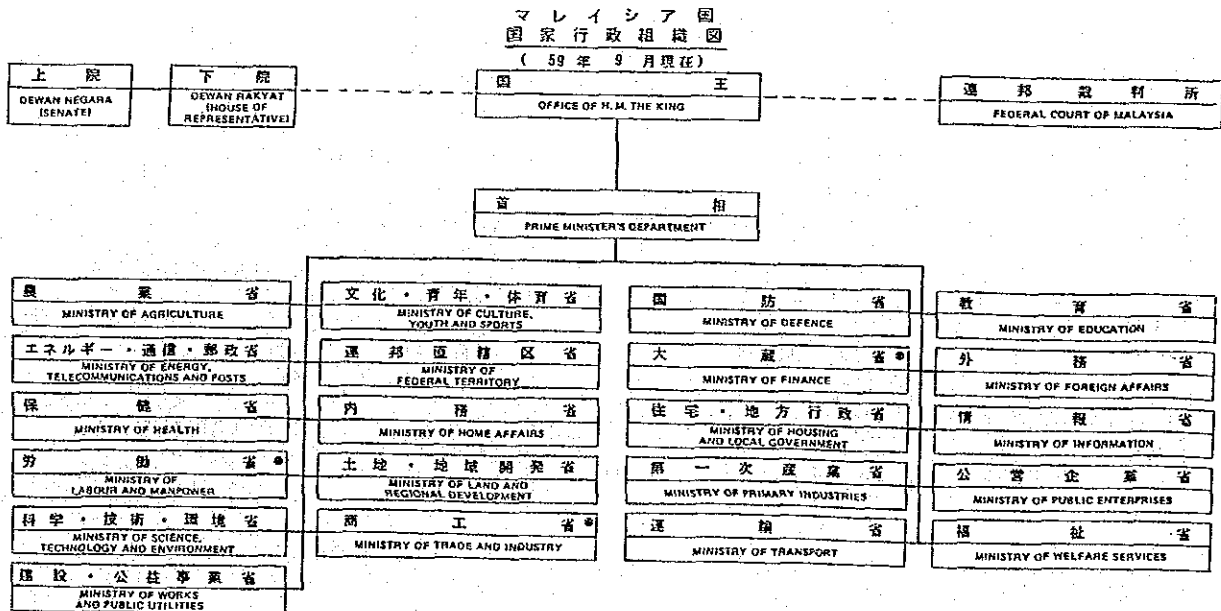 マレイシア国
国家行政組織図
(59年9月現在)
上院
DEWAN NEGARA
(SENATE)
下院
DEWAN RAKYAT
(HOUSE OF
REPRESENTATIVE)
国王
OFFICE OF H.M. THE KING
連邦裁判所
FEDERAL COURT OF MALAYSIA
首相
PRIME MINISTER'S DEPARTMENT
農業省
MINISTRY OF AGRICULTURE
文化・青年・体育省
MINISTRY OF CULTURE,
YOUTH AND SPORTS
国防省
MINISTRY OF DEFENCE
教育省
MINISTRY OF EDUCATION
エネルギー・通信・郵政省
MINISTRY OF ENERGY,
TELECOMMUNICATIONS AND POSTS
連邦直轄区省
MINISTRY OF
FEDERAL TERRITORY
大蔵省
MINISTRY OF FINANCE
外務省
MINISTRY OF FOREIGN AFFAIRS
保健省
MINISTRY OF HEALTH
内務省
MINISTRY OF HOME AFFAIRS
住宅・地方行政省
MINISTRY OF HOUSING
AND LOCAL GOVERNMENT
情報省
MINISTRY OF INFORMATION
労働省
MINISTRY OF
LABOUR AND MANPOWER
土地・地域開発省
MINISTRY OF LAND AND
REGIONAL DEVELOPMENT
第一次産業省
MINISTRY OF PRIMARY INDUSTRIES
公営企業省
MINISTRY OF PUBLIC ENTERPRISES
科学・技術・環境省
MINISTRY OF SCIENCE,
TECHNOLOGY AND ENVIRONMENT
商工省
MINISTRY OF TRADE AND INDUSTRY
運輸省
MINISTRY OF TRANSPORT
福祉省
MINISTRY OF WELFARE SERVICES
建設・公益事業省
MINISTRY OF WORKS
AND PUBLIC UTILITIES